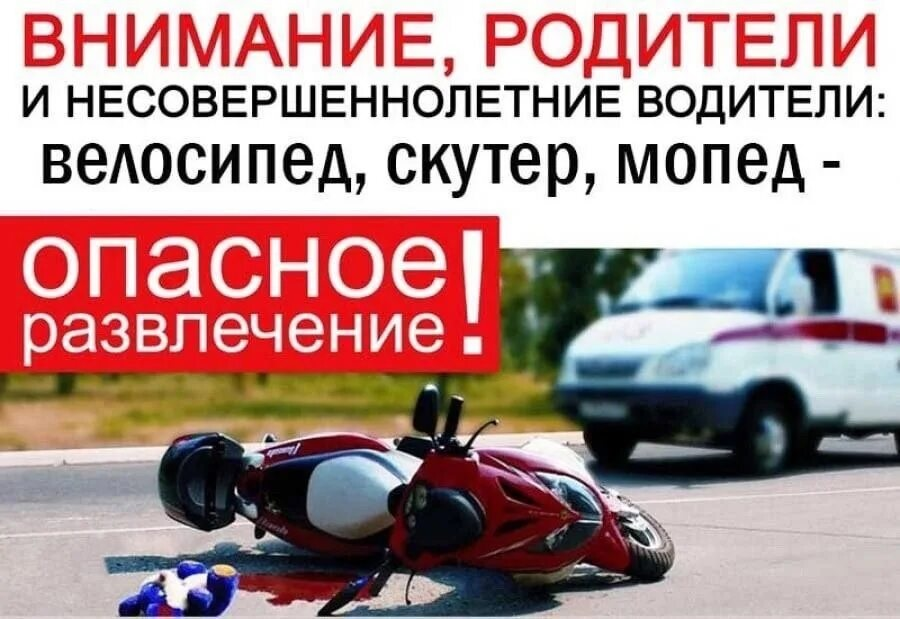 ВНИМАНИЕ, РОДИТЕЛИ
И НЕСОВЕРШЕННОЛЕТНИЕ ВОДИТЕЛИ:
велосипед, скутер, мопед -
опасное
развлечение!